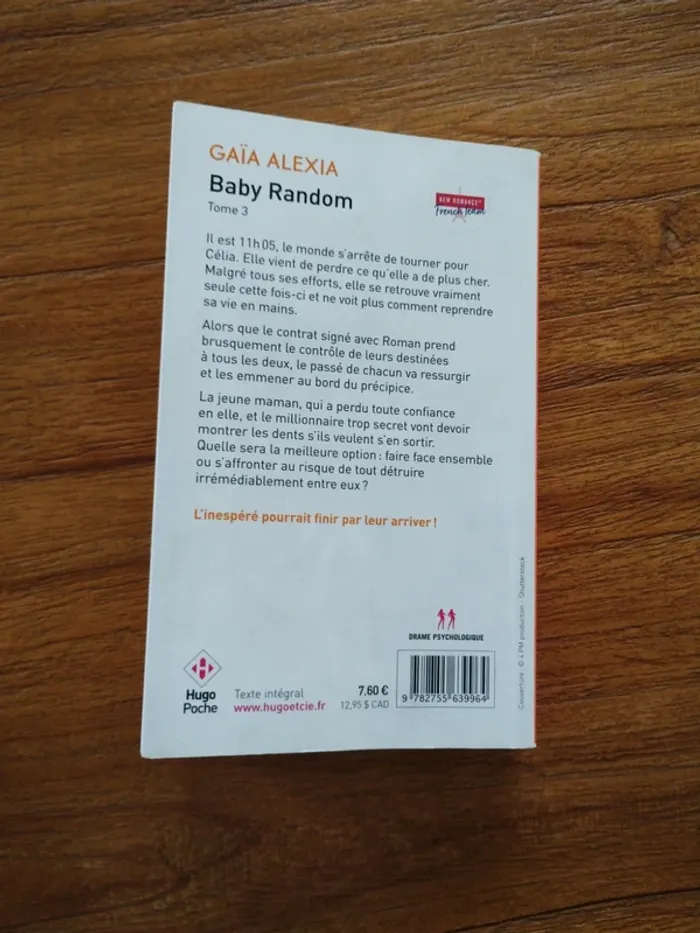 GAÏA ALEXIA
Baby Random
Tome 3
NEW ROMANCE®
French Team
Il est 11h05, le monde s'arrête de tourner pour
Célia. Elle vient de perdre ce qu'elle a de plus cher.
Malgré tous ses efforts, elle se retrouve vraiment
seule cette fois-ci et ne voit plus comment reprendre
sa vie en mains.
Alors que le contrat signé avec Roman prend
brusquement le contrôle de leurs destinées
à tous les deux, le passé de chacun va ressurgir
et les emmener au bord du précipice.
La jeune maman, qui a perdu toute confiance
en elle, et le millionnaire trop secret vont devoir
montrer les dents s'ils veulent s'en sortir.
Quelle sera la meilleure option : faire face ensemble
ou s'affronter au risque de tout détruire
irrémédiablement entre eux ?
L'inespéré pourrait finir par leur arriver !
DRAME PSYCHOLOGIQUE
Hugo
Poche
Texte intégral
www.hugoetcie.fr
7.60 €
12,95 $ CAD
9 782755 639964
Couverture : © 4 PM production - Shutterstock